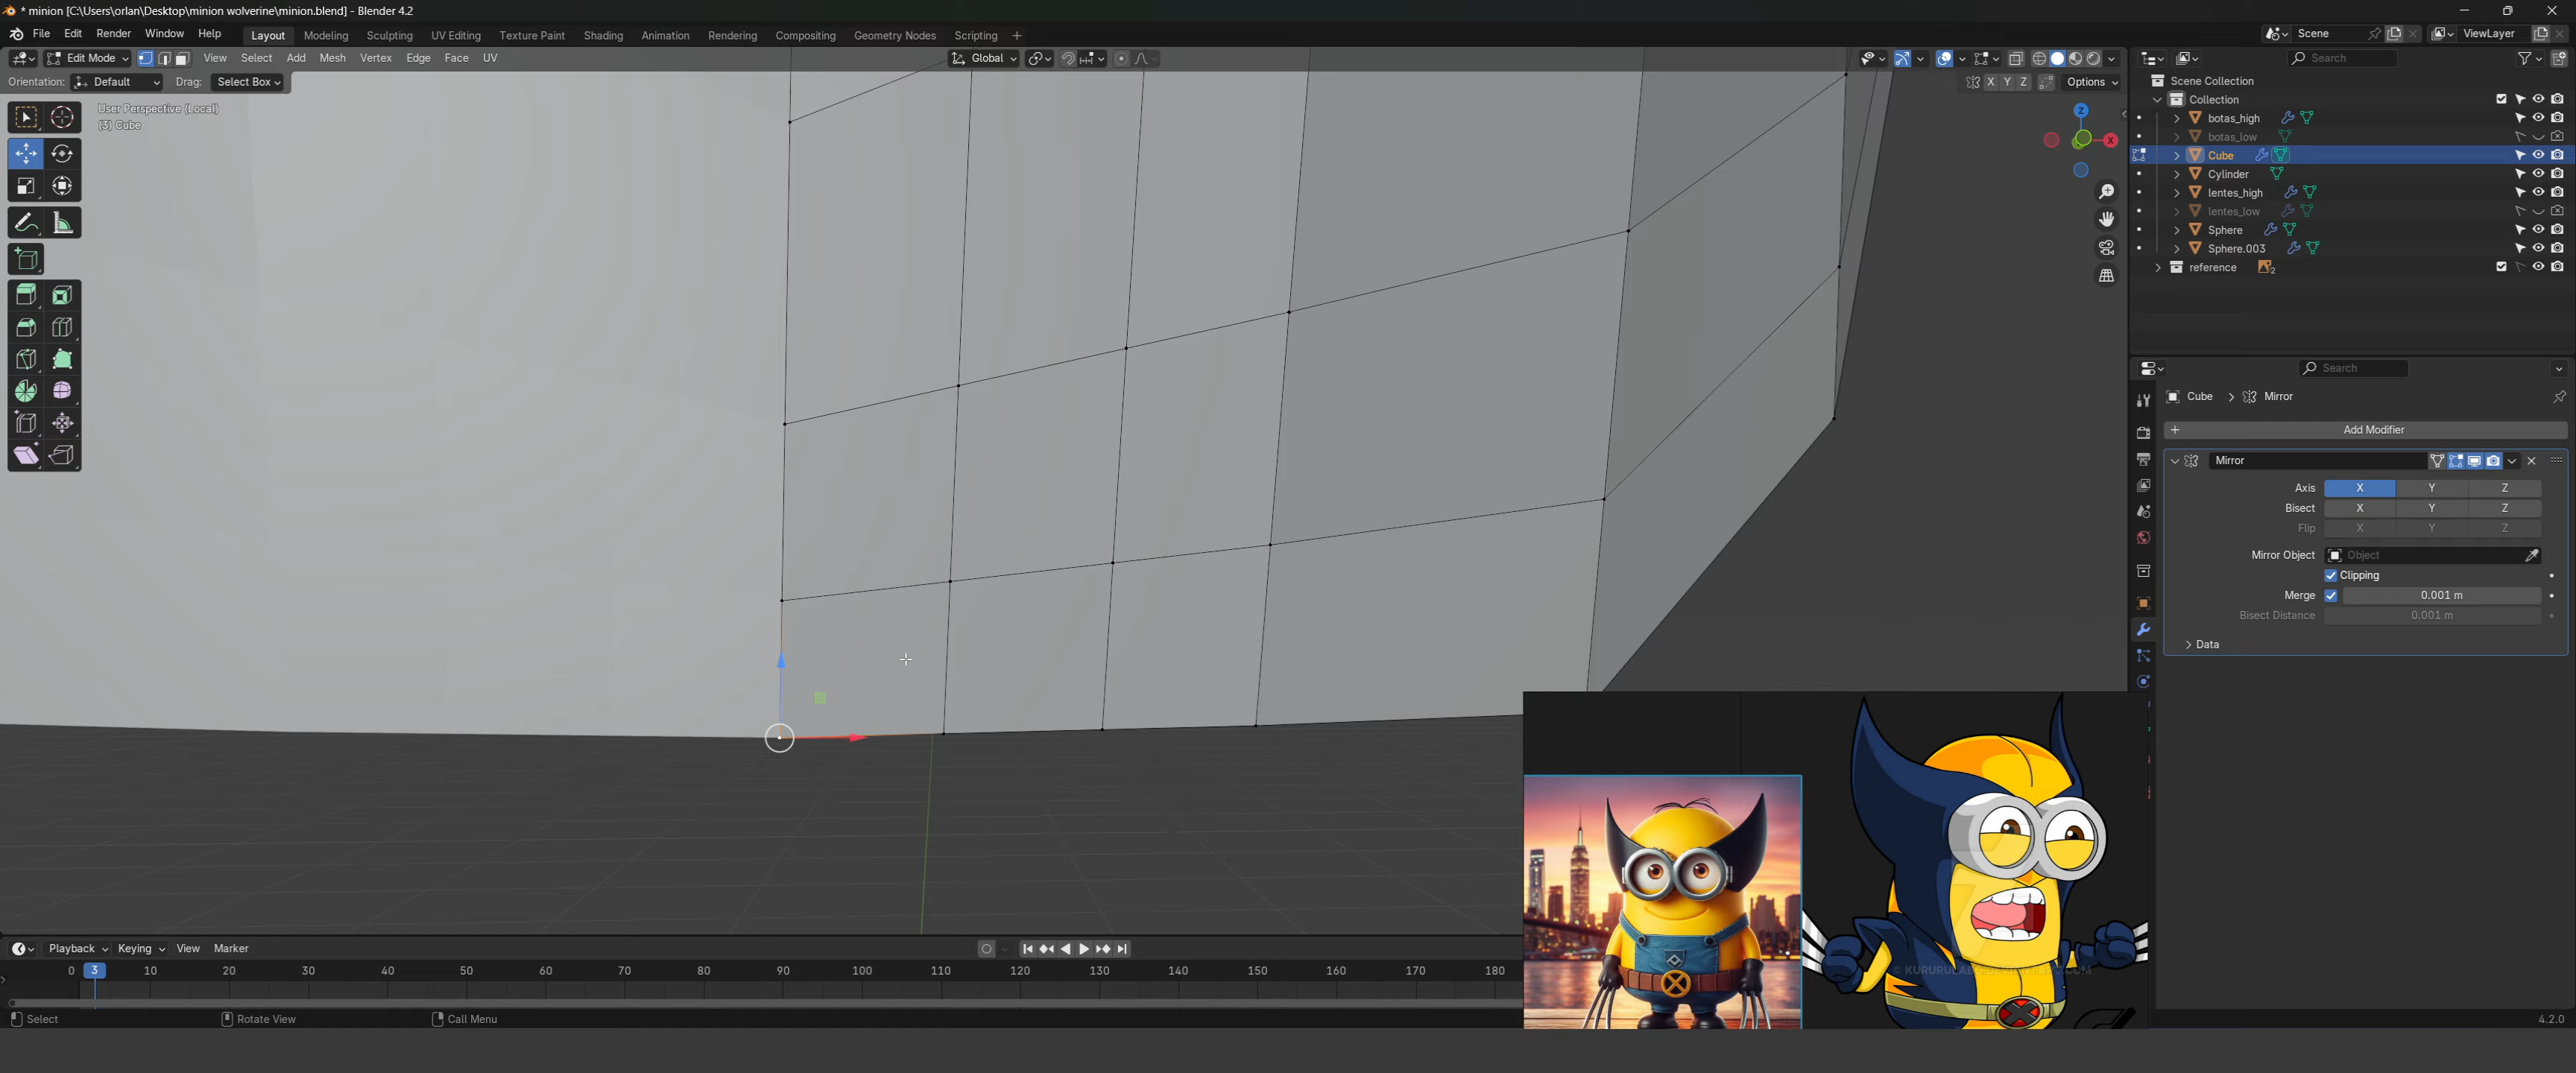 * minion [C:\Users\orlan\Desktop\minion wolverine\minion.blend] - Blender 4.2
File Edit Render Window Help Layout Modeling Sculpting UV Editing Texture Paint Shading Animation Rendering Compositing Geometry Nodes Scripting + Scene ViewLayer
Edit Mode View Select Add Mesh Vertex Edge Face UV Global Search
Orientation: Default Drag: Select Box X Y Z Options
User Perspective (Local)
(3) Cube
Z
X
Scene Collection
Collection
botas_high
botas_low
Cube
Cylinder
lentes_high
lentes_low
Sphere
Sphere.003
reference 2
Search
Cube > Mirror
+ Add Modifier
Mirror
Axis X Y Z
Bisect X Y Z
Flip X Y Z
Mirror Object Object
Clipping
Merge 0.001 m
Bisect Distance 0.001 m
> Data
Playback Keying View Marker
0 3 10 20 30 40 50 60 70 80 90 100 110 120 130 140 150 160 170 180
Select Rotate View Call Menu
4.2.0